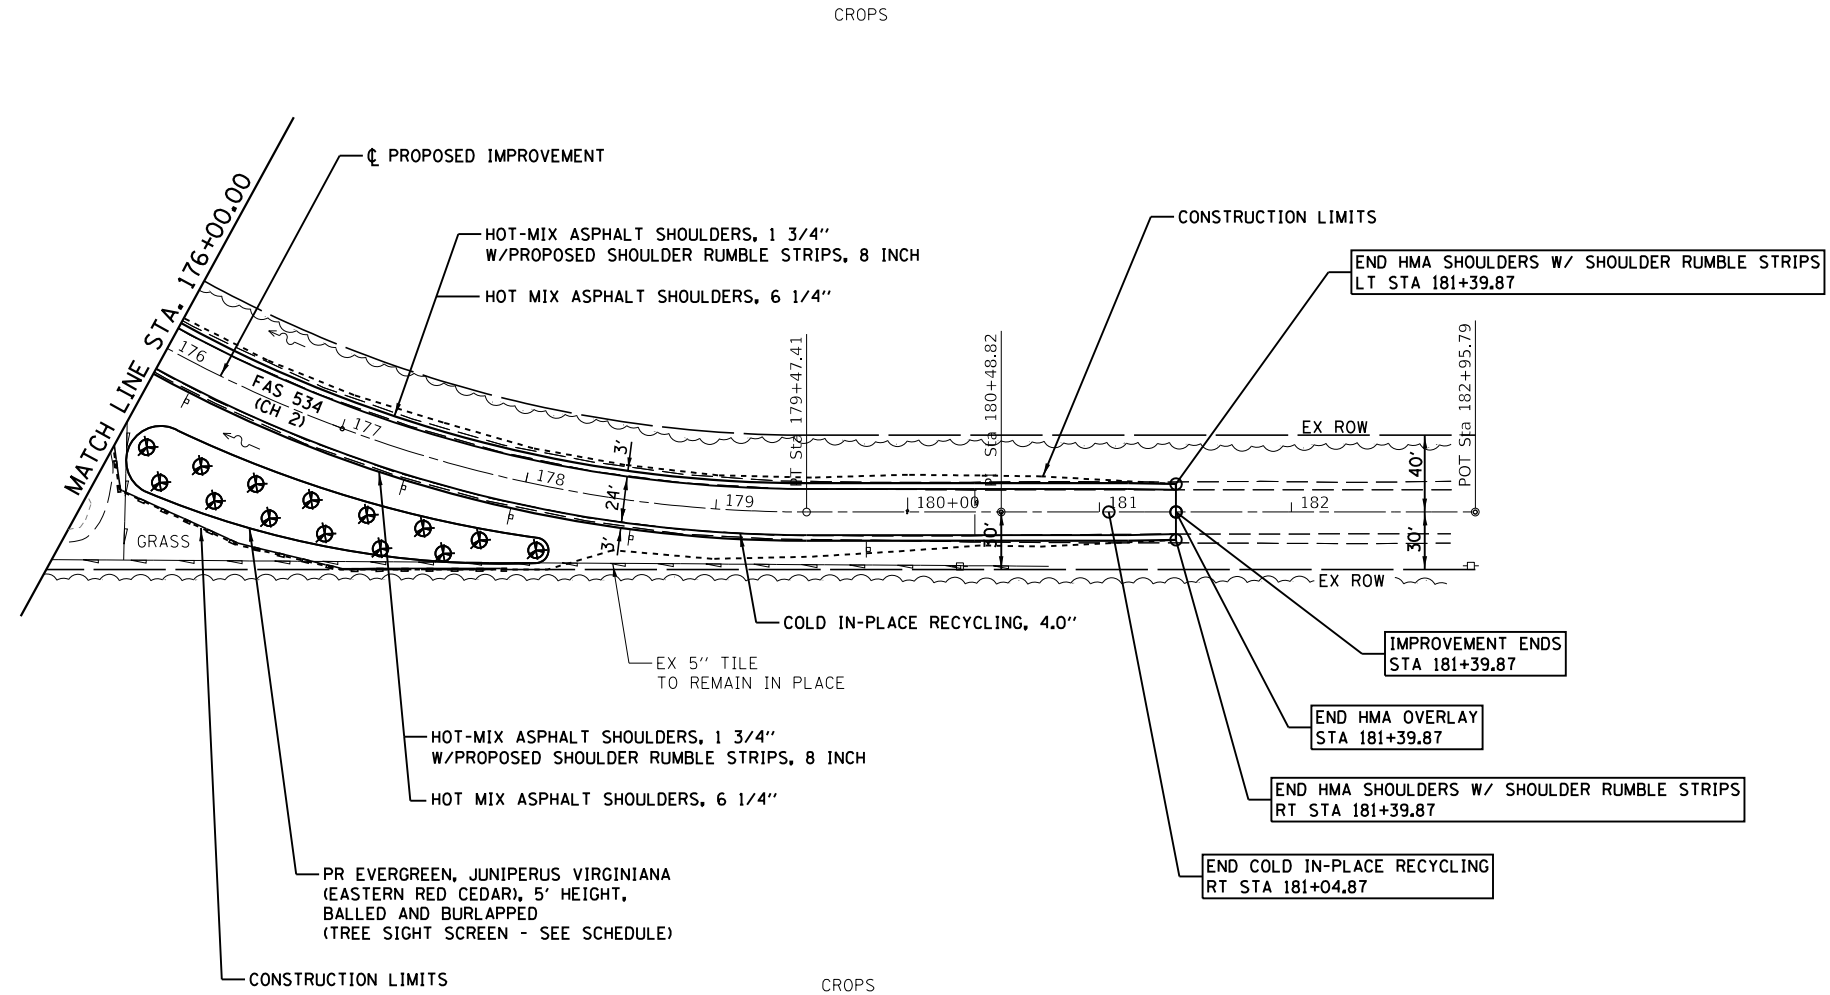 CROPS
℄ PROPOSED IMPROVEMENT
MATCH LINE STA. 176+00.00
HOT-MIX ASPHALT SHOULDERS, 1 3/4"
W/PROPOSED SHOULDER RUMBLE STRIPS, 8 INCH
HOT MIX ASPHALT SHOULDERS, 6 1/4"
CONSTRUCTION LIMITS
END HMA SHOULDERS W/ SHOULDER RUMBLE STRIPS
LT STA 181+39.87
176
FAS 534
(CH 2)
177
178
179
180+00
181
182
3'
24'
3'
PT Sta 179+47.41
Sta 180+48.82
POT Sta 182+95.79
EX ROW
40'
30'
30'
EX ROW
GRASS
COLD IN-PLACE RECYCLING, 4.0"
EX 5" TILE
TO REMAIN IN PLACE
IMPROVEMENT ENDS
STA 181+39.87
END HMA OVERLAY
STA 181+39.87
HOT-MIX ASPHALT SHOULDERS, 1 3/4"
W/PROPOSED SHOULDER RUMBLE STRIPS, 8 INCH
HOT MIX ASPHALT SHOULDERS, 6 1/4"
END HMA SHOULDERS W/ SHOULDER RUMBLE STRIPS
RT STA 181+39.87
END COLD IN-PLACE RECYCLING
RT STA 181+04.87
PR EVERGREEN, JUNIPERUS VIRGINIANA
(EASTERN RED CEDAR), 5' HEIGHT,
BALLED AND BURLAPPED
(TREE SIGHT SCREEN - SEE SCHEDULE)
CONSTRUCTION LIMITS
CROPS